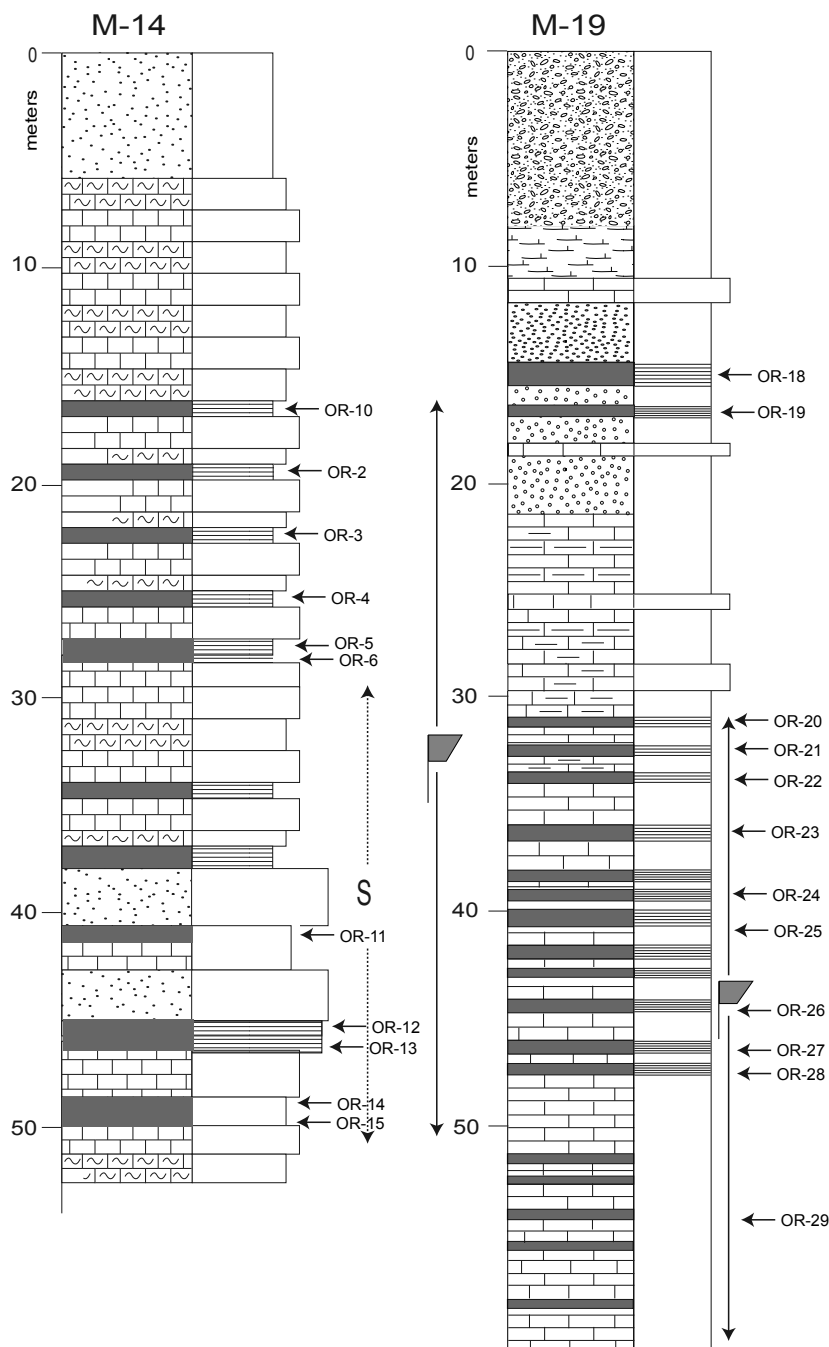 M-14
0
meters
10
OR-10
OR-2
20
OR-3
OR-4
OR-5
OR-6
30
S
40
OR-11
OR-12
OR-13
OR-14
OR-15
50
M-19
0
meters
10
OR-18
OR-19
20
30
OR-20
OR-21
OR-22
OR-23
OR-24
40
OR-25
OR-26
OR-27
OR-28
50
OR-29